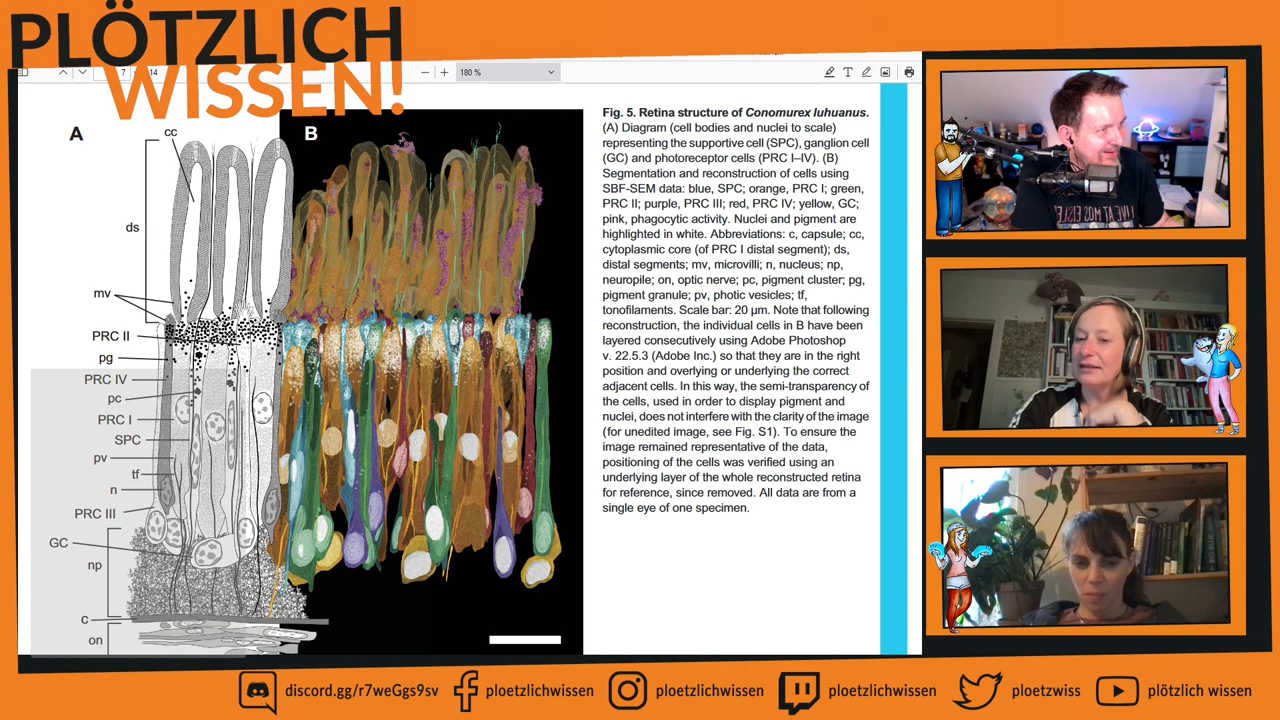 PLÖTZLICH
WISSEN!
7
14
180 %
A
B
cc
ds
mv
PRC II
pg
PRC IV
pc
PRC I
SPC
pv
tf
n
PRC III
GC
np
c
on
Fig. 5. Retina structure of Conomurex luhuanus.
(A) Diagram (cell bodies and nuclei to scale)
representing the supportive cell (SPC), ganglion cell
(GC) and photoreceptor cells (PRC I–IV). (B)
Segmentation and reconstruction of cells using
SBF-SEM data: blue, SPC; orange, PRC I; green,
PRC II; purple, PRC III; red, PRC IV; yellow, GC;
pink, phagocytic activity. Nuclei and pigment are
highlighted in white. Abbreviations: c, capsule; cc,
cytoplasmic core (of PRC I distal segment); ds,
distal segments; mv, microvilli; n, nucleus; np,
neuropile; on, optic nerve; pc, pigment cluster; pg,
pigment granule; pv, photic vesicles; tf,
tonofilaments. Scale bar: 20 µm. Note that following
reconstruction, the individual cells in B have been
layered consecutively using Adobe Photoshop
v. 22.5.3 (Adobe Inc.) so that they are in the right
position and overlying or underlying the correct
adjacent cells. In this way, the semi-transparency of
the cells, used in order to display pigment and
nuclei, does not interfere with the clarity of the image
(for unedited image, see Fig. S1). To ensure the
image remained representative of the data,
positioning of the cells was verified using an
underlying layer of the whole reconstructed retina
for reference, since removed. All data are from a
single eye of one specimen.
LIVE AT MOS EISLEY
discord.gg/r7weGgs9sv
ploetzlichwissen
ploetzlichwissen
ploetzlichwissen
ploetzwiss
plötzlich wissen